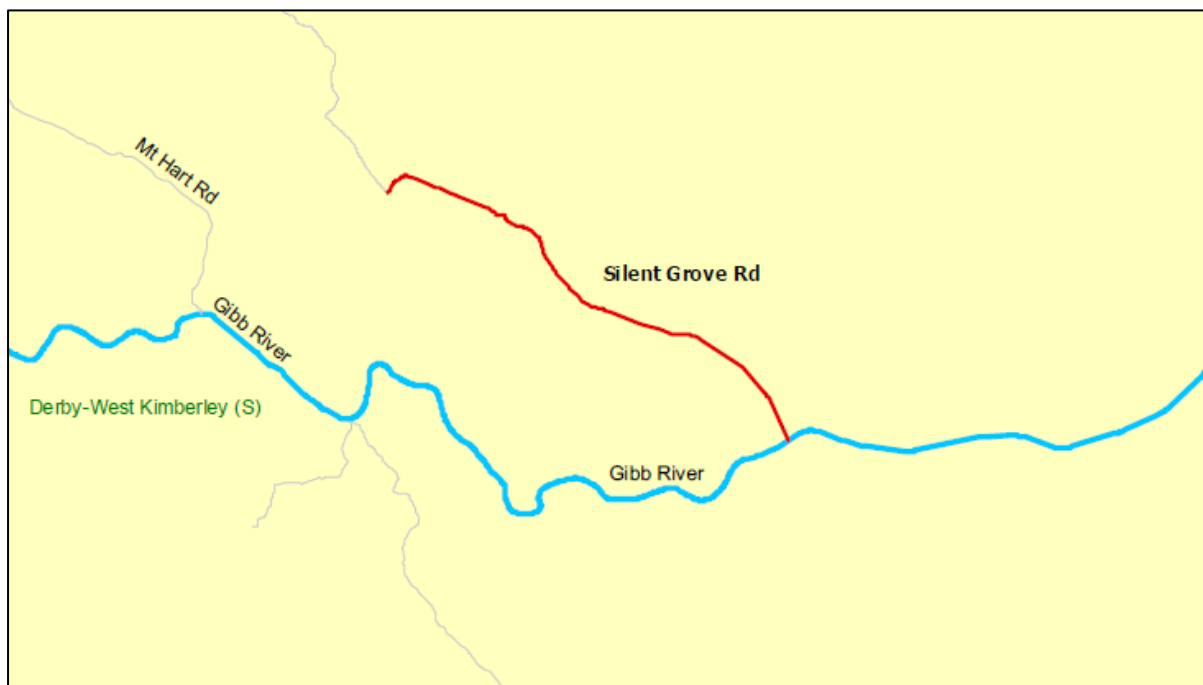 Mt Hart Rd
Silent Grove Rd
Gibb River
Derby-West Kimberley (S)
Gibb River